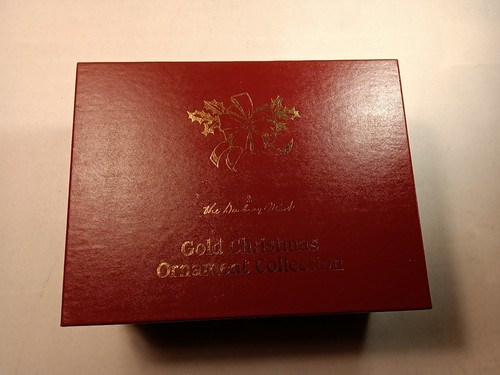 The Danbury Mint
Gold Christmas
Ornament Collection